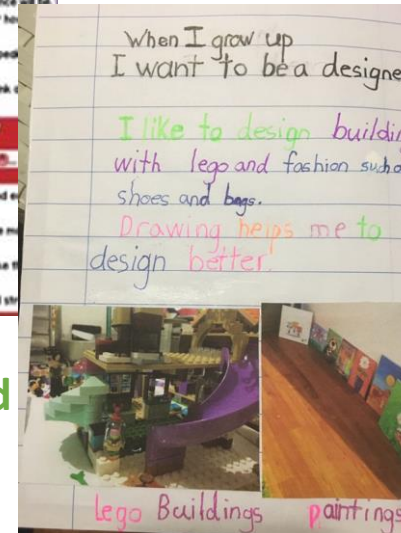 When I grow up
I want to be a designe
I like to design buildin
with lego and fashion such a
shoes and bags.
Drawing helps me to
design better.
lego Buildings paintings